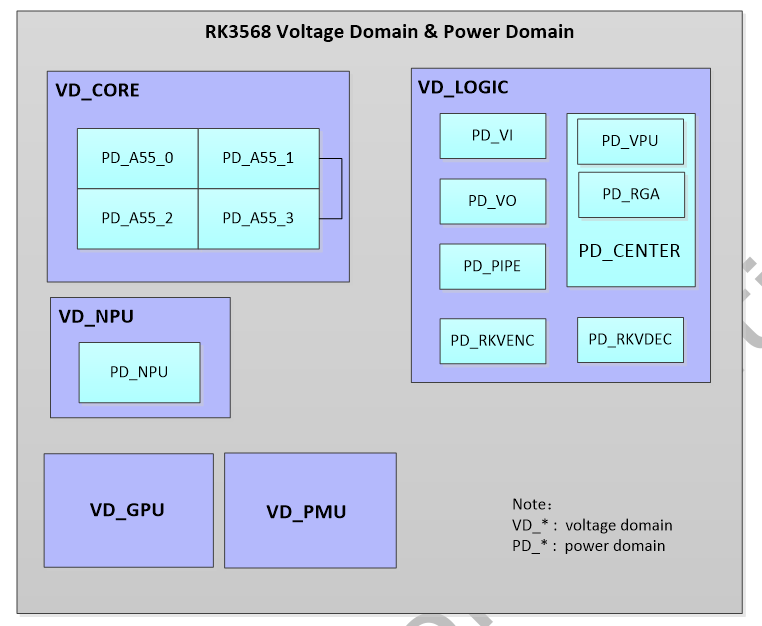 RK3568 Voltage Domain & Power Domain
VD_CORE
PD_A55_0
PD_A55_1
PD_A55_2
PD_A55_3
VD_LOGIC
PD_VI
PD_VPU
PD_VO
PD_RGA
PD_PIPE
PD_CENTER
PD_RKVENC
PD_RKVDEC
VD_NPU
PD_NPU
VD_GPU
VD_PMU
Note：
VD_* : voltage domain
PD_* : power domain